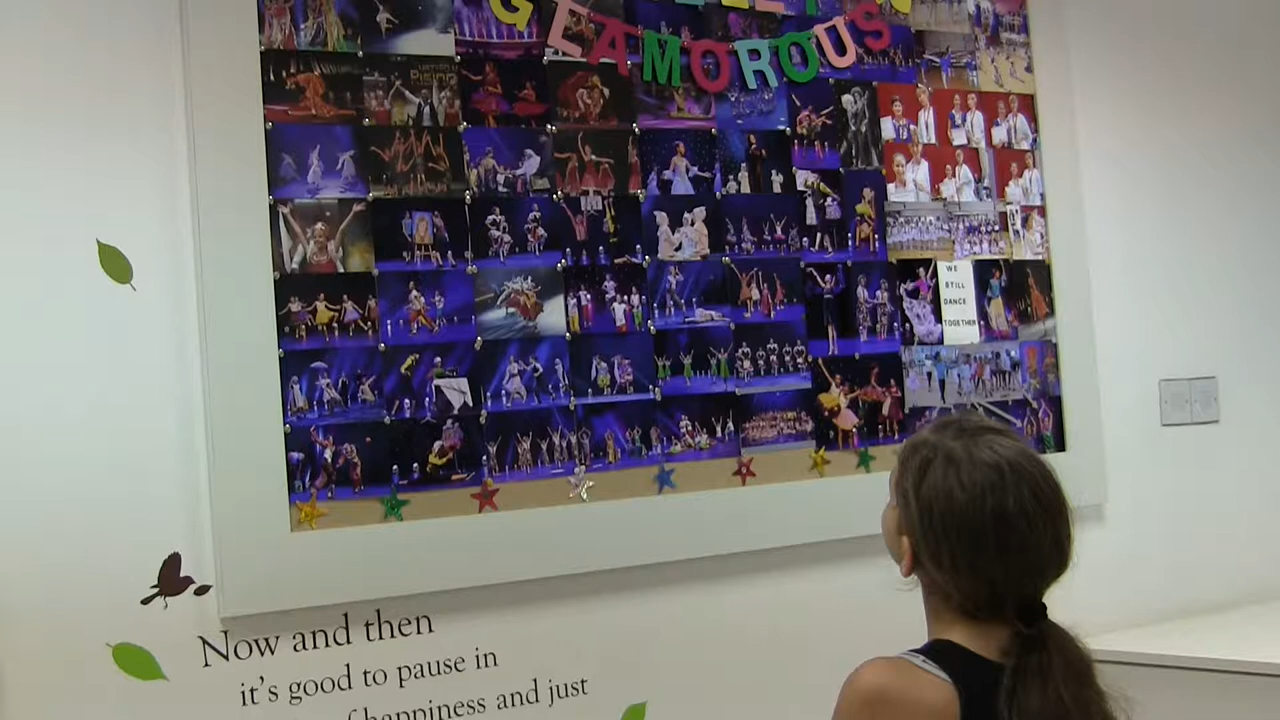 GLAMOROUS
WE
STILL
DANCE
TOGETHER
Now and then
it's good to pause in
happiness and just